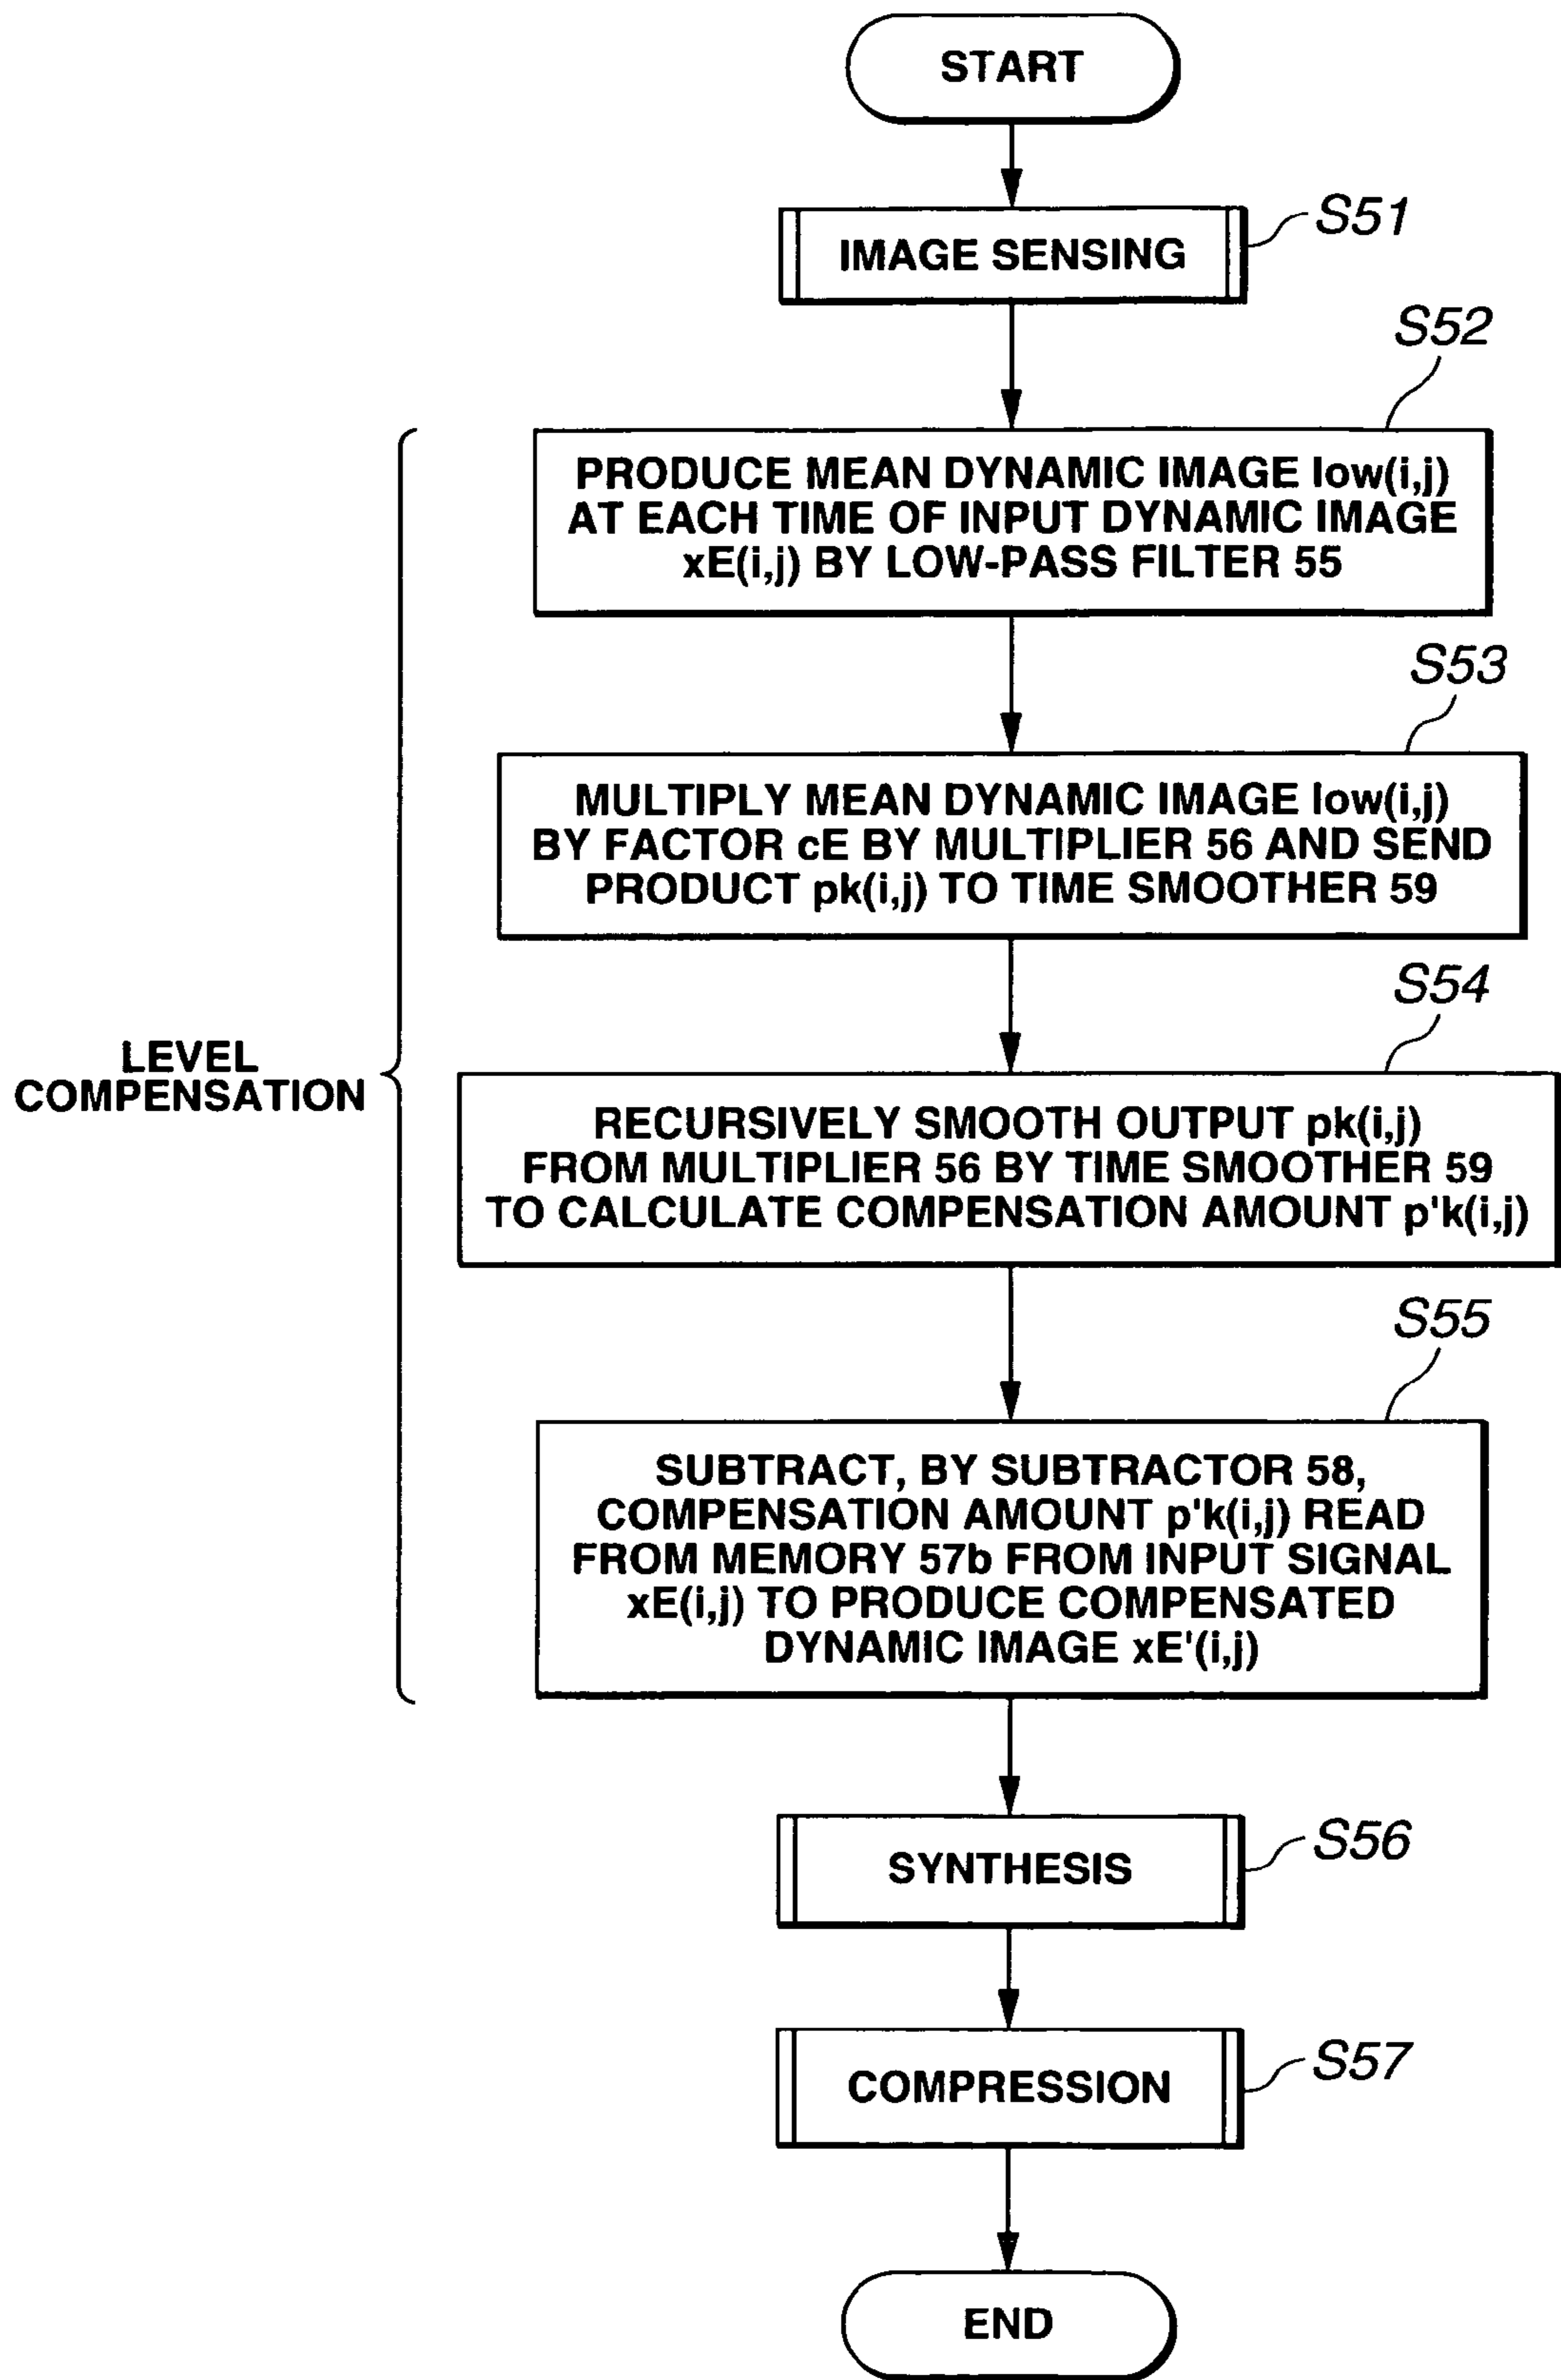 START
IMAGE SENSING
S51
S52
PRODUCE MEAN DYNAMIC IMAGE low(i,j)
AT EACH TIME OF INPUT DYNAMIC IMAGE
xE(i,j) BY LOW-PASS FILTER 55
S53
MULTIPLY MEAN DYNAMIC IMAGE low(i,j)
BY FACTOR cE BY MULTIPLIER 56 AND SEND
PRODUCT pk(i,j) TO TIME SMOOTHER 59
S54
LEVEL
COMPENSATION
RECURSIVELY SMOOTH OUTPUT pk(i,j)
FROM MULTIPLIER 56 BY TIME SMOOTHER 59
TO CALCULATE COMPENSATION AMOUNT p'k(i,j)
S55
SUBTRACT, BY SUBTRACTOR 58,
COMPENSATION AMOUNT p'k(i,j) READ
FROM MEMORY 57b FROM INPUT SIGNAL
xE(i,j) TO PRODUCE COMPENSATED
DYNAMIC IMAGE xE'(i,j)
SYNTHESIS
S56
COMPRESSION
S57
END